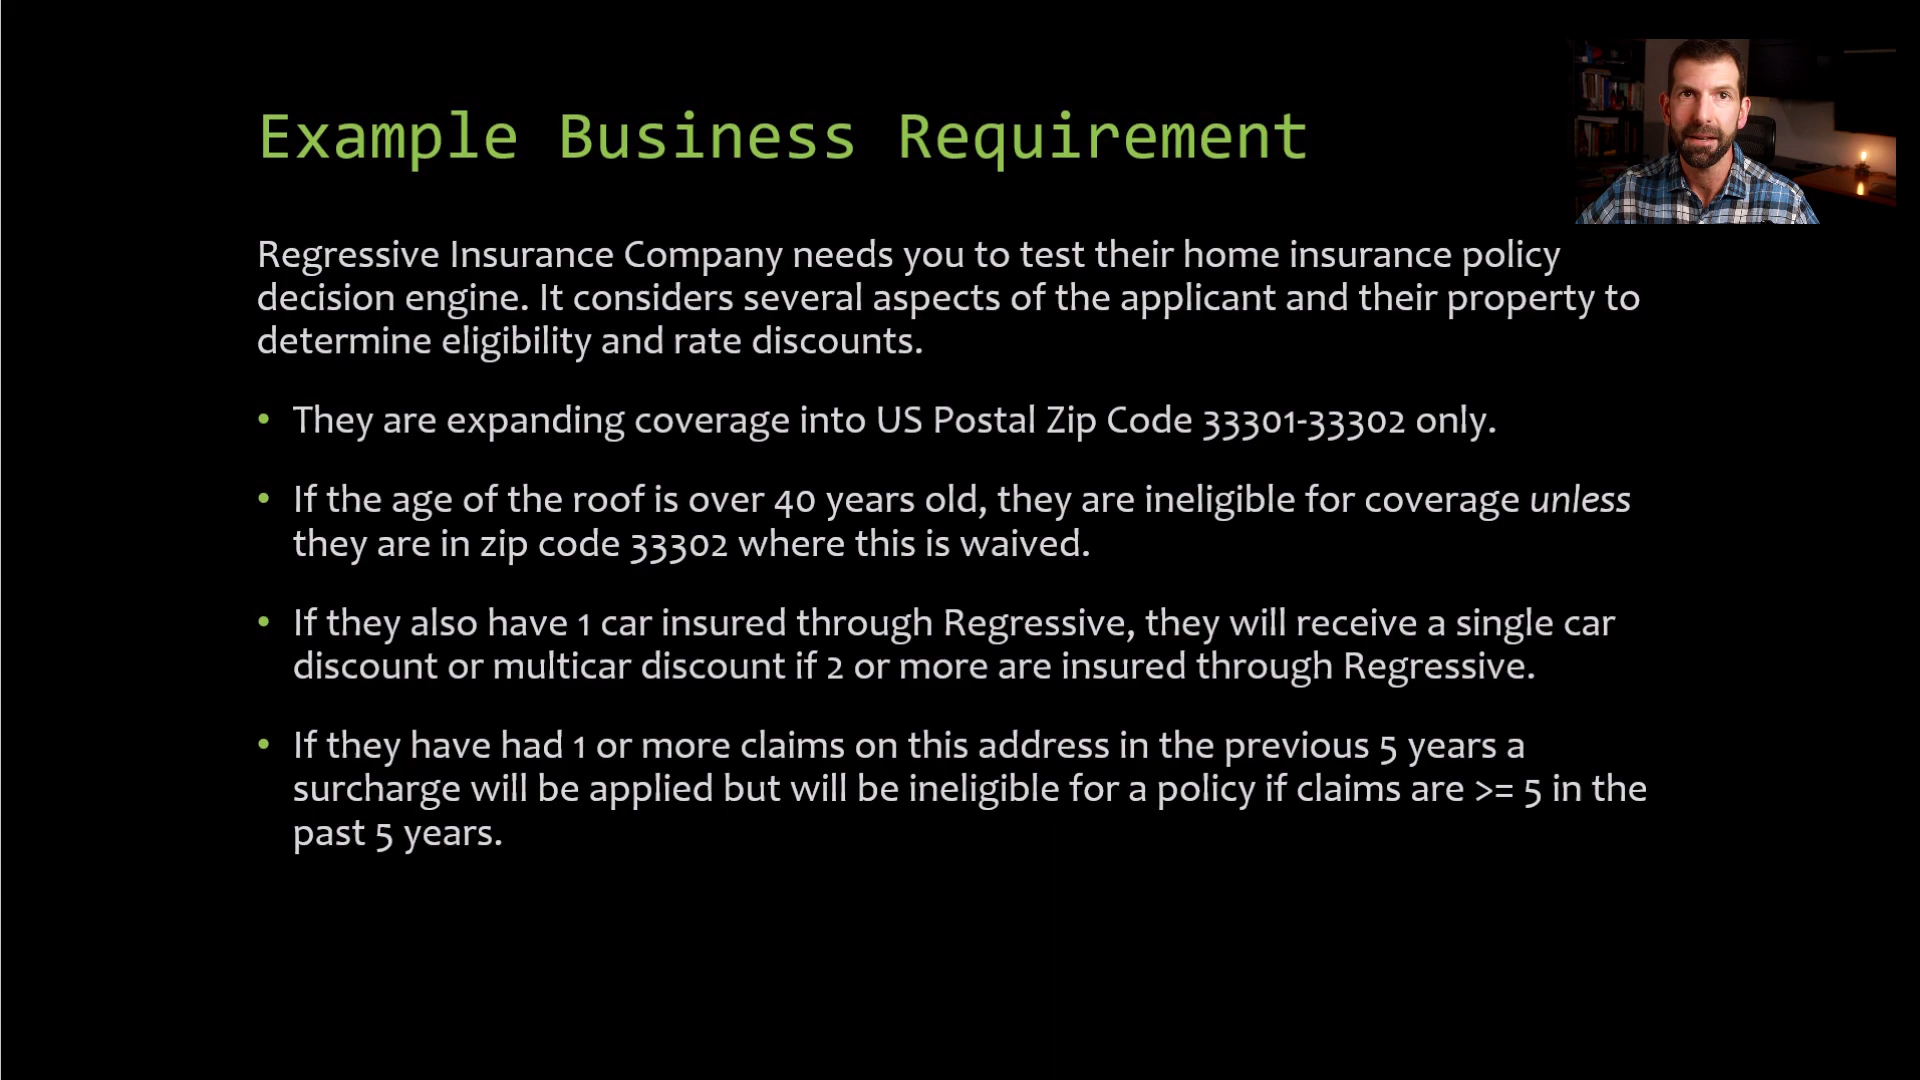 Example Business Requirement
Regressive Insurance Company needs you to test their home insurance policy
decision engine. It considers several aspects of the applicant and their property to
determine eligibility and rate discounts.
• They are expanding coverage into US Postal Zip Code 33301-33302 only.
• If the age of the roof is over 40 years old, they are ineligible for coverage unless
they are in zip code 33302 where this is waived.
• If they also have 1 car insured through Regressive, they will receive a single car
discount or multicar discount if 2 or more are insured through Regressive.
• If they have had 1 or more claims on this address in the previous 5 years a
surcharge will be applied but will be ineligible for a policy if claims are >= 5 in the
past 5 years.